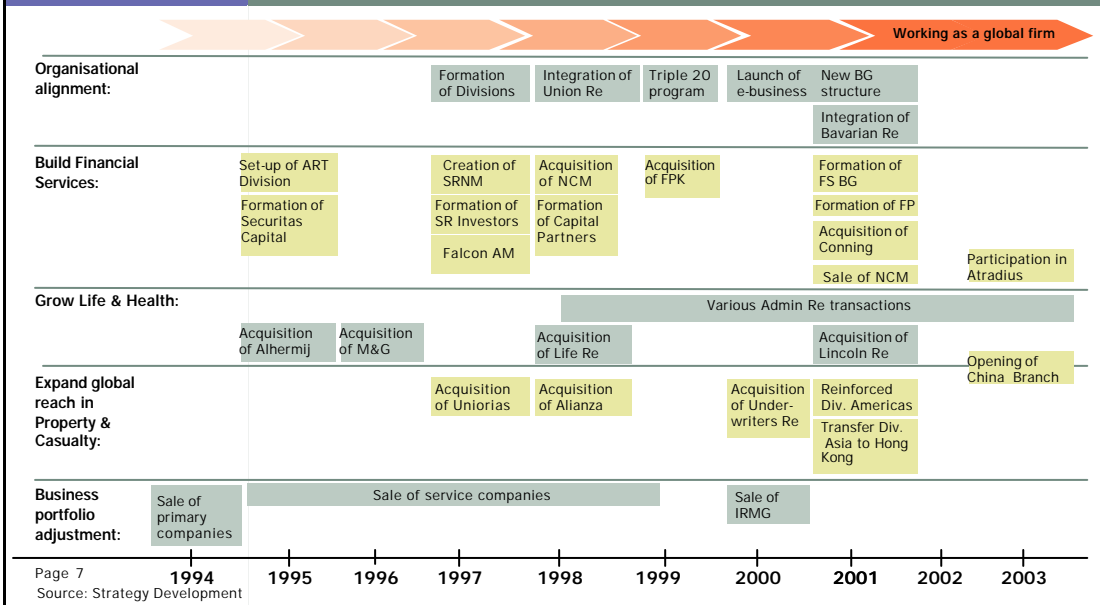 Working as a global firm
Organisational
alignment:
Formation
of Divisions
Integration of
Union Re
Triple 20
program
Launch of
e-business
New BG
structure
Integration of
Bavarian Re
Build Financial
Services:
Set-up of ART
Division
Formation of
Securitas
Capital
Creation of
SRNM
Formation of
SR Investors
Falcon AM
Acquisition
of NCM
Formation
of Capital
Partners
Acquisition
of FPK
Formation of
FS BG
Formation of FP
Acquisition of
Conning
Sale of NCM
Participation in
Atradius
Grow Life & Health:
Various Admin Re transactions
Acquisition
of Alhermij
Acquisition
of M&G
Acquisition
of Life Re
Acquisition of
Lincoln Re
Opening of
China Branch
Expand global
reach in
Property &
Casualty:
Acquisition
of Uniorias
Acquisition
of Alianza
Acquisition
of Under-
writers Re
Reinforced
Div. Americas
Transfer Div.
Asia to Hong
Kong
Business
portfolio
adjustment:
Sale of
primary
companies
Sale of service companies
Sale of
IRMG
1994 1995 1996 1997 1998 1999 2000 2001 2002 2003
Page 7
Source: Strategy Development